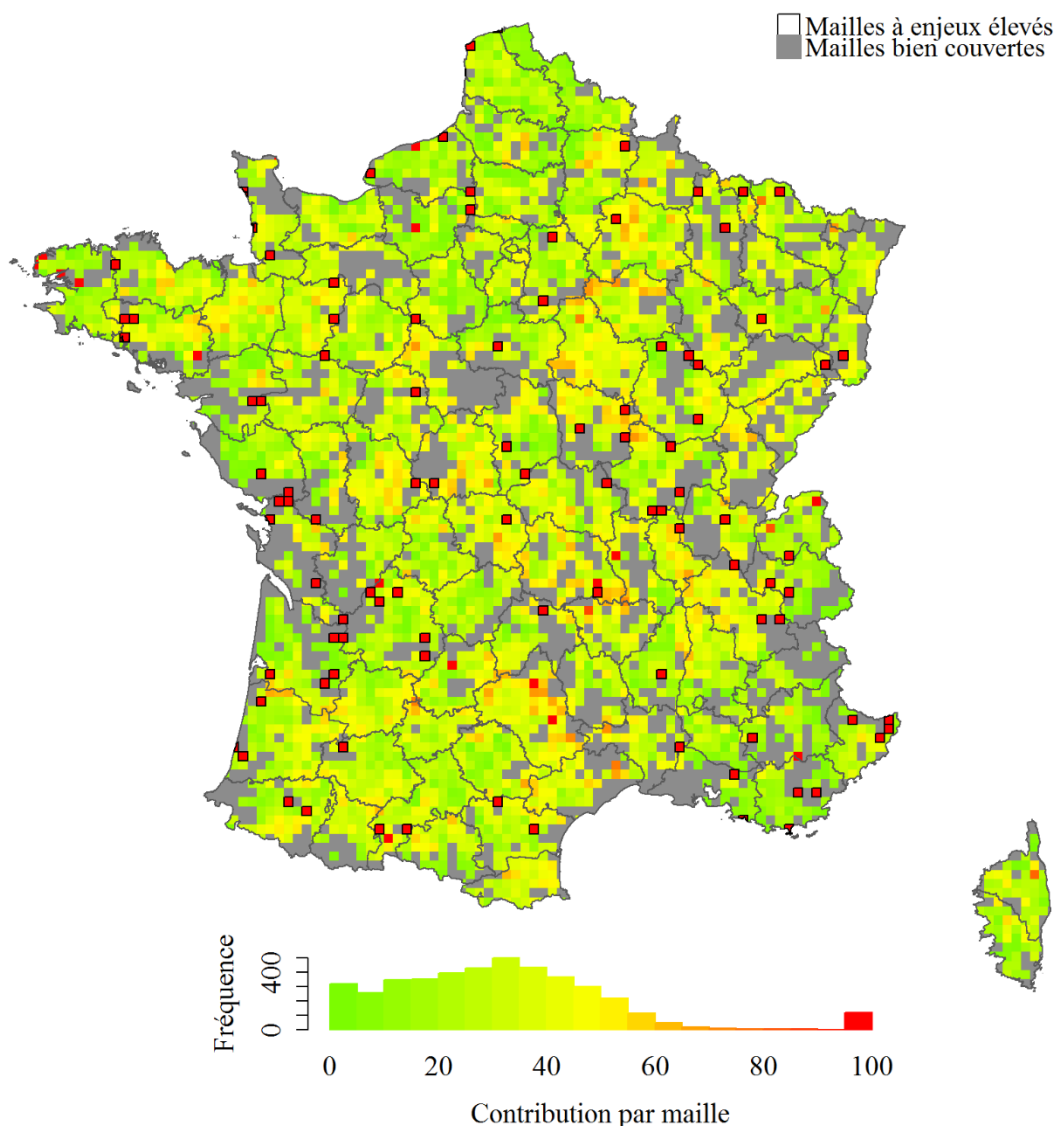 Mailles à enjeux élevés
Mailles bien couvertes
Fréquence
400
0
0 20 40 60 80 100
Contribution par maille